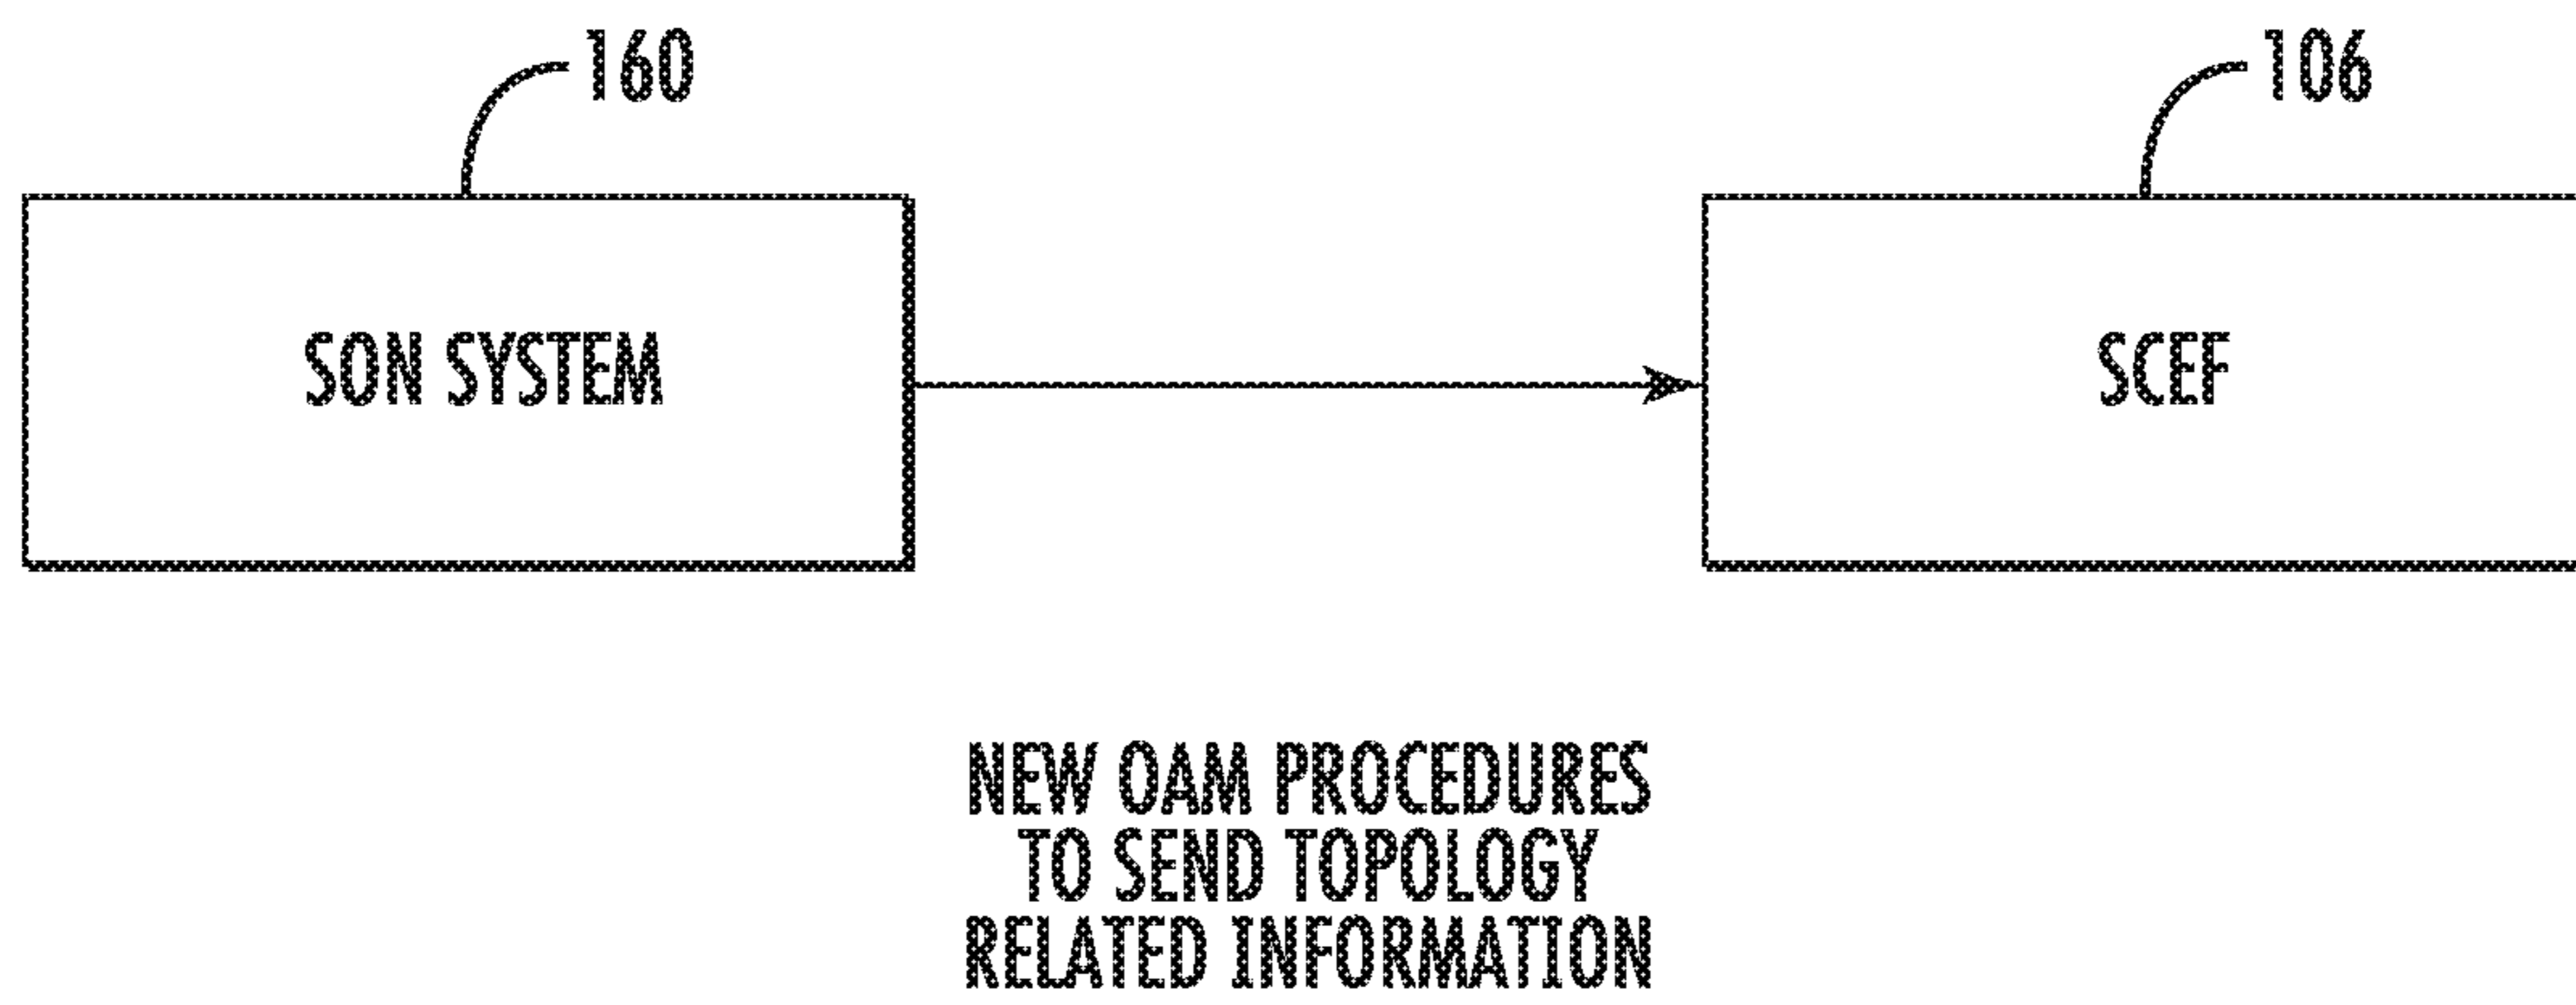 160
106
SON SYSTEM
SCEF
NEW OAM PROCEDURES
TO SEND TOPOLOGY
RELATED INFORMATION